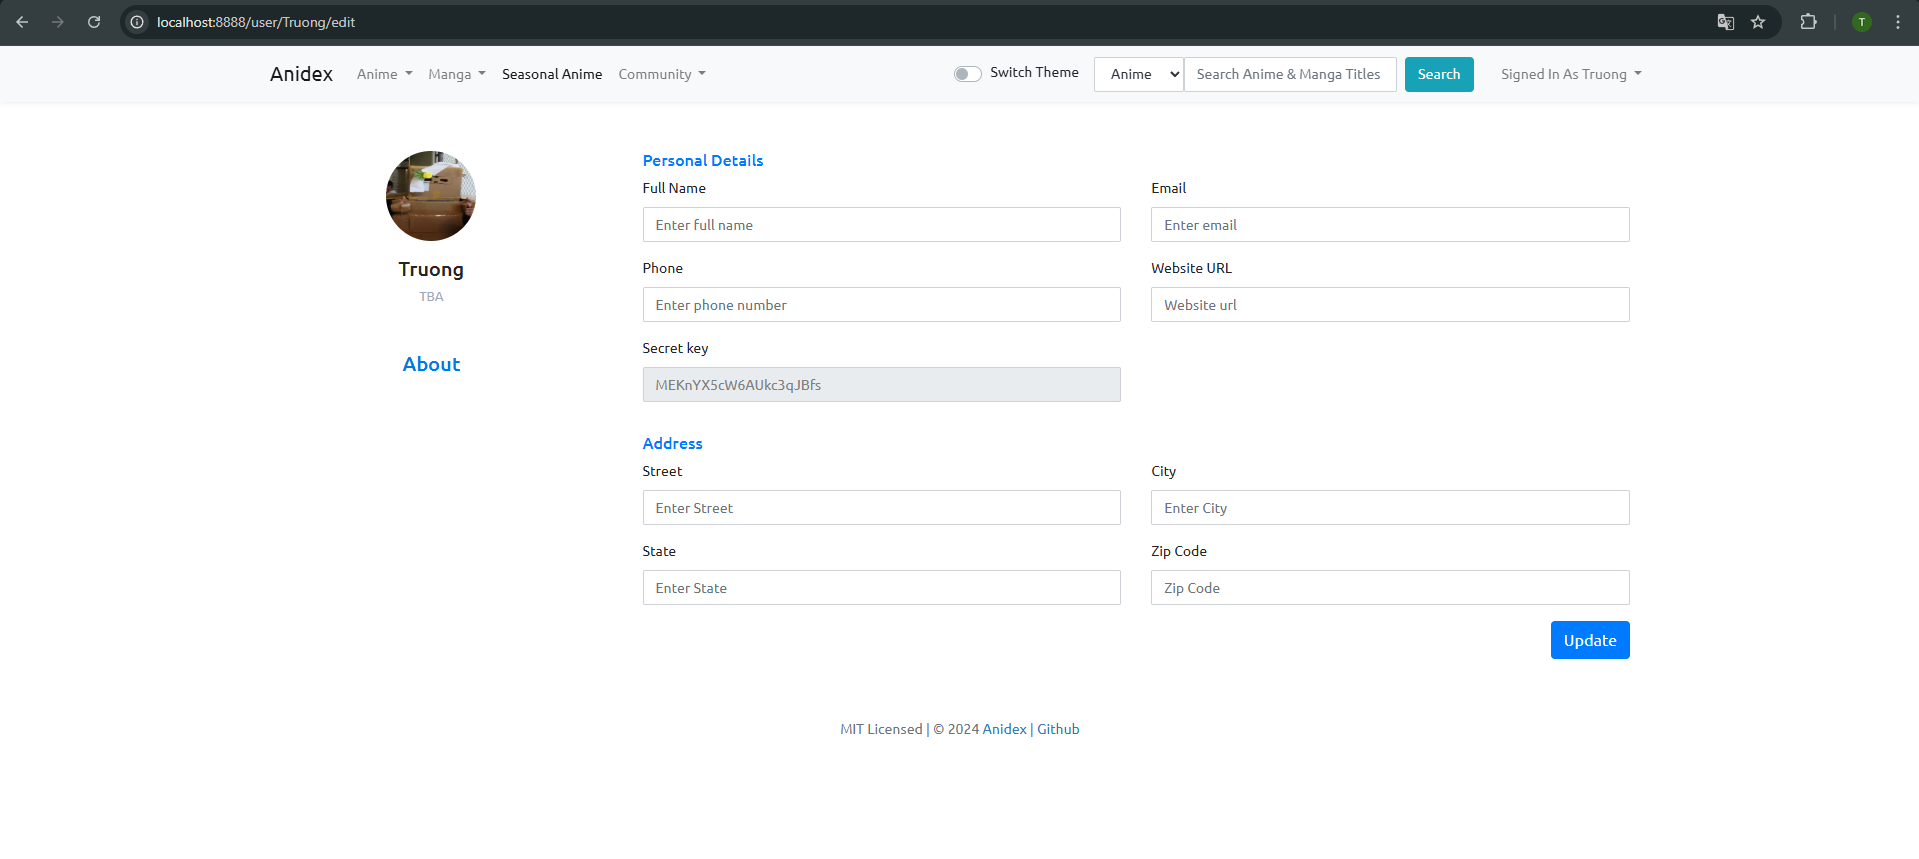 localhost:8888/user/Truong/edit
T
Anidex Anime Manga Seasonal Anime Community Switch Theme Anime Search Anime & Manga Titles Search Signed In As Truong
Truong
TBA
About
Personal Details
Full Name Email
Enter full name Enter email
Phone Website URL
Enter phone number Website url
Secret key
MEKnYX5cW6AUkc3qJBfs
Address
Street City
Enter Street Enter City
State Zip Code
Enter State Zip Code
Update
MIT Licensed | © 2024 Anidex | Github